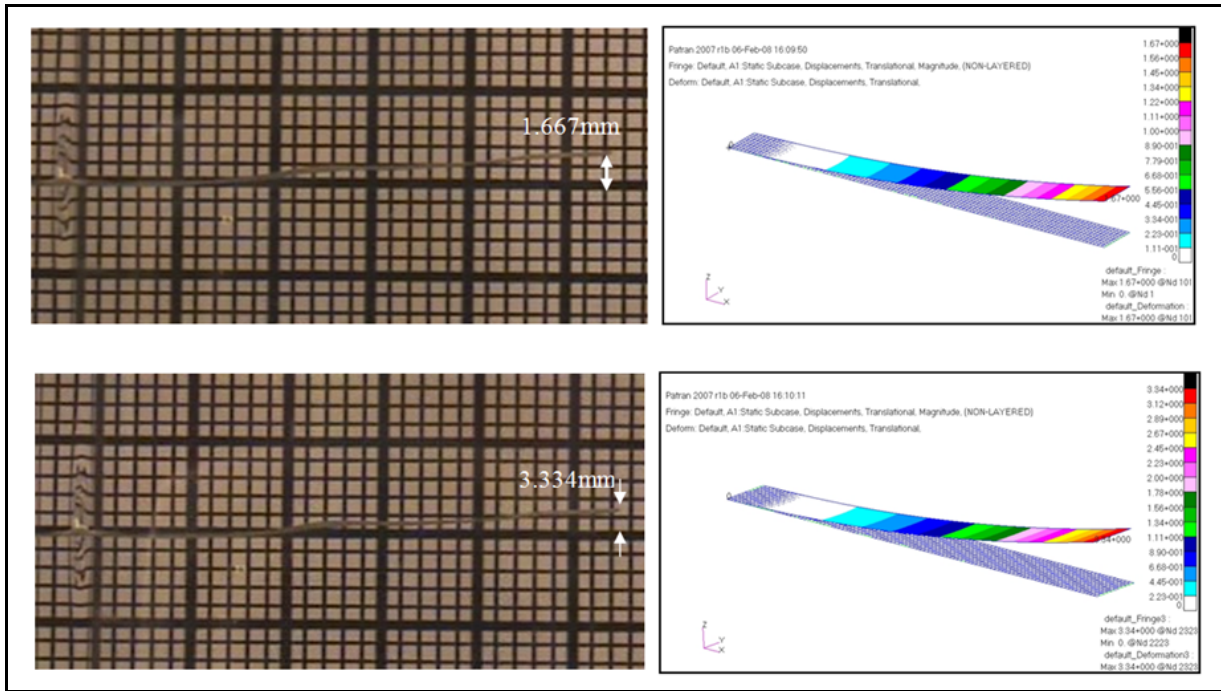 1.667mm
Patran 2007 r1b 06-Feb-08 16:09:50
Fringe: Default, A1:Static Subcase, Displacements, Translational, Magnitude, (NON-LAYERED)
Deform: Default, A1:Static Subcase, Displacements, Translational,
1.67+000
1.56+000
1.45+000
1.34+000
1.22+000
1.11+000
1.00+000
8.90-001
7.79-001
6.68-001
5.56-001
4.45-001
3.34-001
2.23-001
1.11-001
0
0
Z
Y
X
default_Fringe :
Max 1.67+000 @Nd 101
Min 0. @Nd 1
default_Deformation :
Max 1.67+000 @Nd 101
3.334mm
Patran 2007 r1b 06-Feb-08 16:10:11
Fringe: Default, A1:Static Subcase, Displacements, Translational, Magnitude, (NON-LAYERED)
Deform: Default, A1:Static Subcase, Displacements, Translational,
3.34+000
3.12+000
2.89+000
2.67+000
2.45+000
2.23+000
2.00+000
1.78+000
1.56+000
1.34+000
1.11+000
8.90-001
6.68-001
4.45-001
2.23-001
0
0
Z
Y
X
default_Fringe3 :
Max 3.34+000 @Nd 2323
Min 0. @Nd 2223
default_Deformation3 :
Max 3.34+000 @Nd 2323